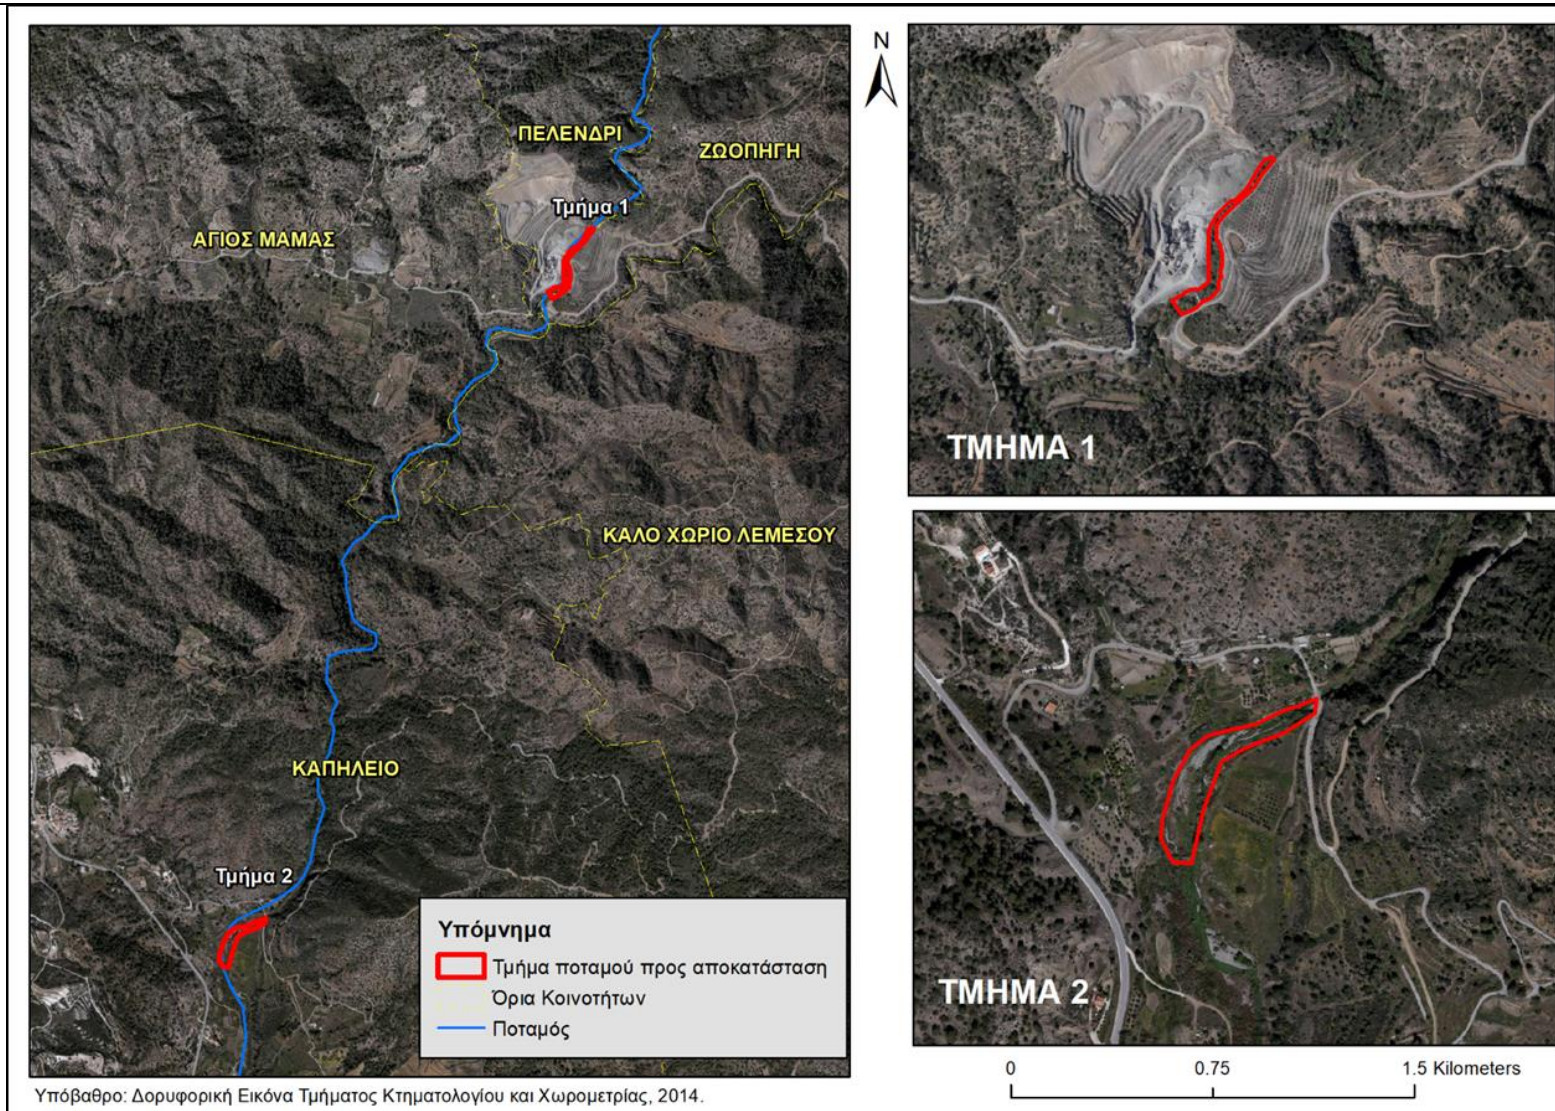 ΠΕΛΕΝΔΡΙ
ΖΩΟΠΗΓΗ
Τμήμα 1
ΑΓΙΟΣ ΜΑΜΑΣ
ΚΑΛΟ ΧΩΡΙΟ ΛΕΜΕΣΟΥ
ΚΑΠΗΛΕΙΟ
Τμήμα 2
Υπόμνημα
Τμήμα ποταμού προς αποκατάσταση
Όρια Κοινοτήτων
Ποταμός
Υπόβαθρο: Δορυφορική Εικόνα Τμήματος Κτηματολογίου και Χωρομετρίας, 2014.
N
ΤΜΗΜΑ 1
ΤΜΗΜΑ 2
0 0.75 1.5 Kilometers